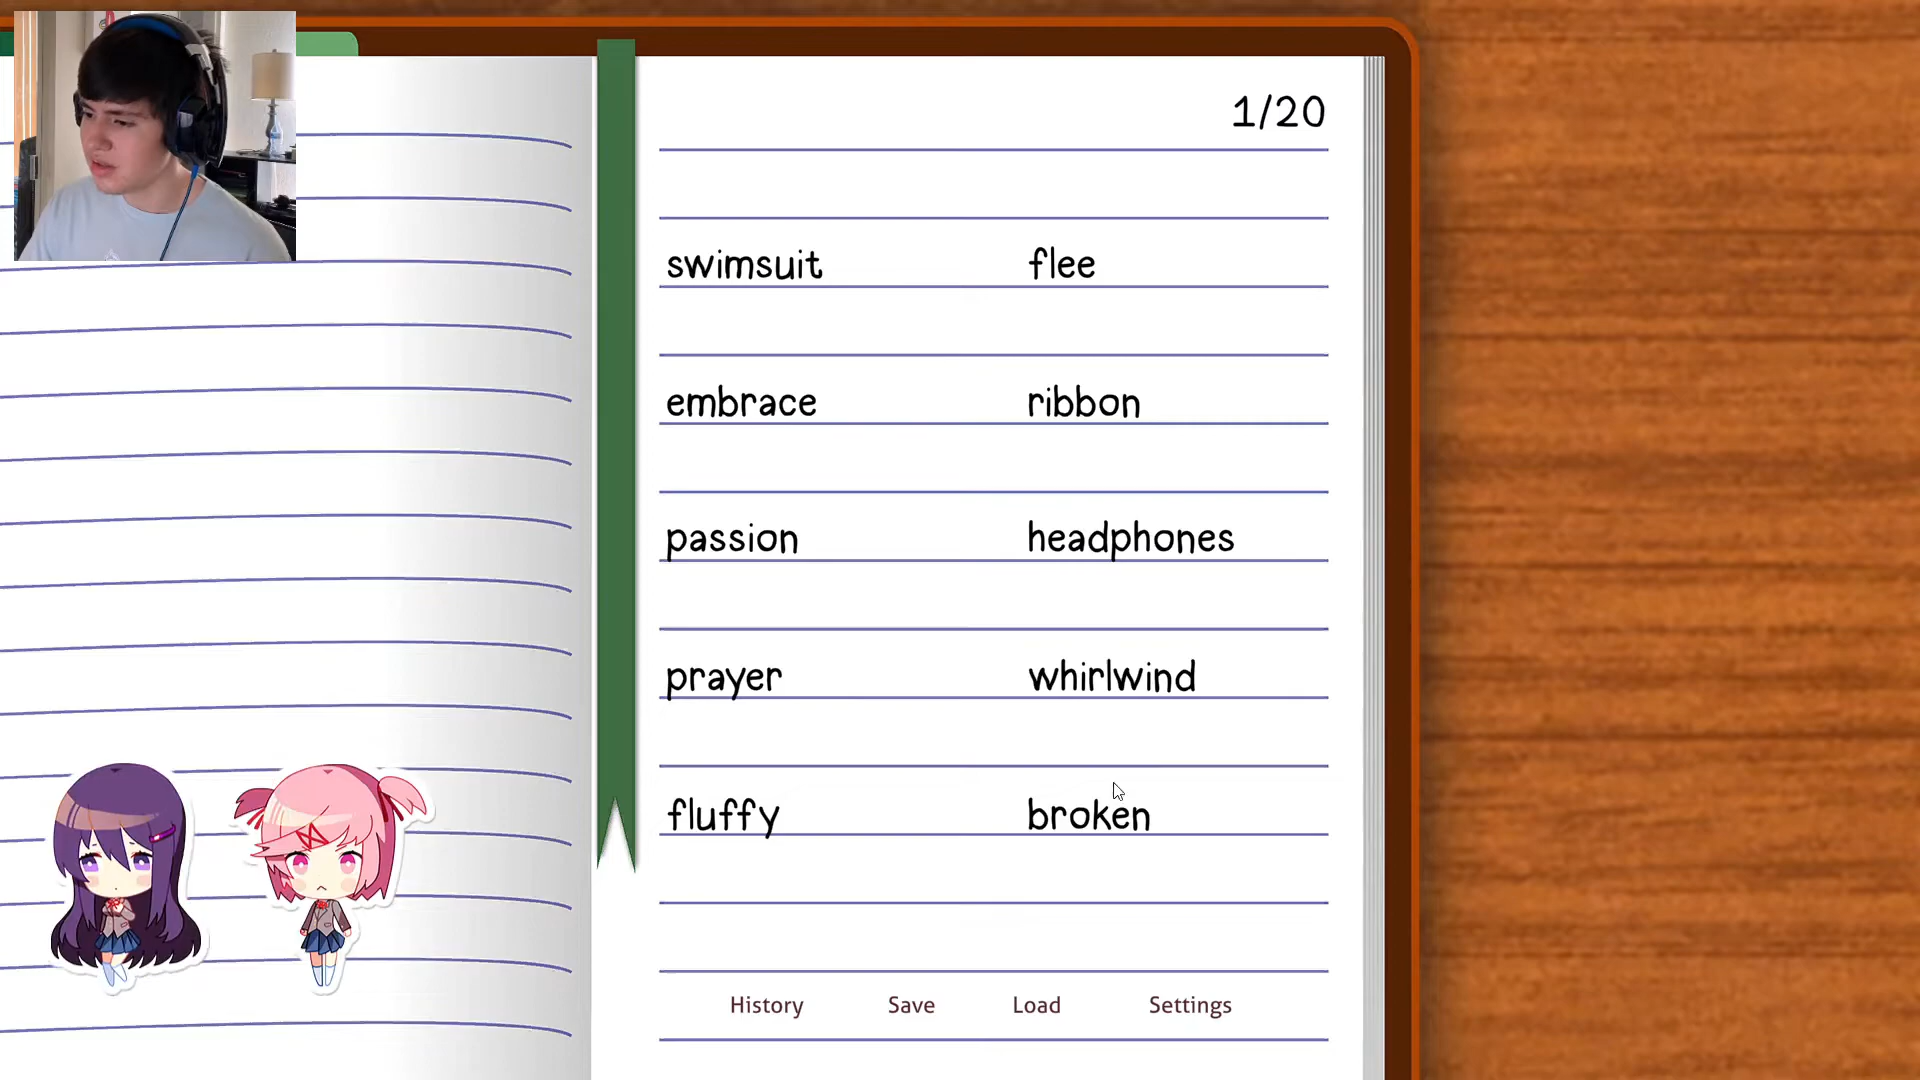 1/20
swimsuit flee
embrace ribbon
passion headphones
prayer whirlwind
fluffy broken
History Save Load Settings